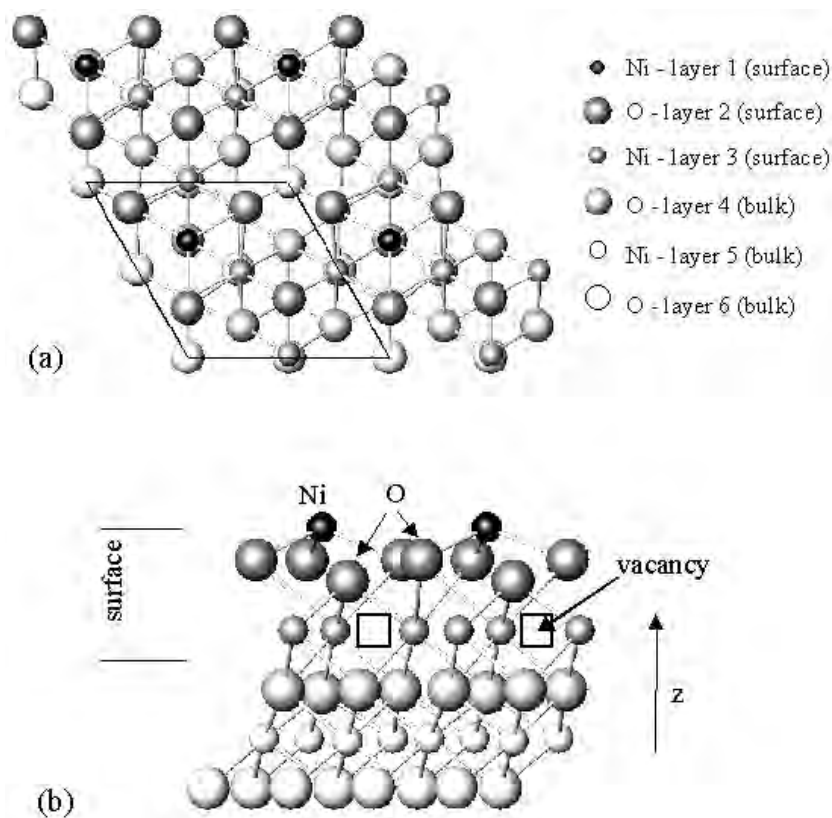 Ni - layer 1 (surface)
O - layer 2 (surface)
Ni - layer 3 (surface)
O - layer 4 (bulk)
Ni - layer 5 (bulk)
O - layer 6 (bulk)
(a)
Ni
O
surface
vacancy
z
(b)